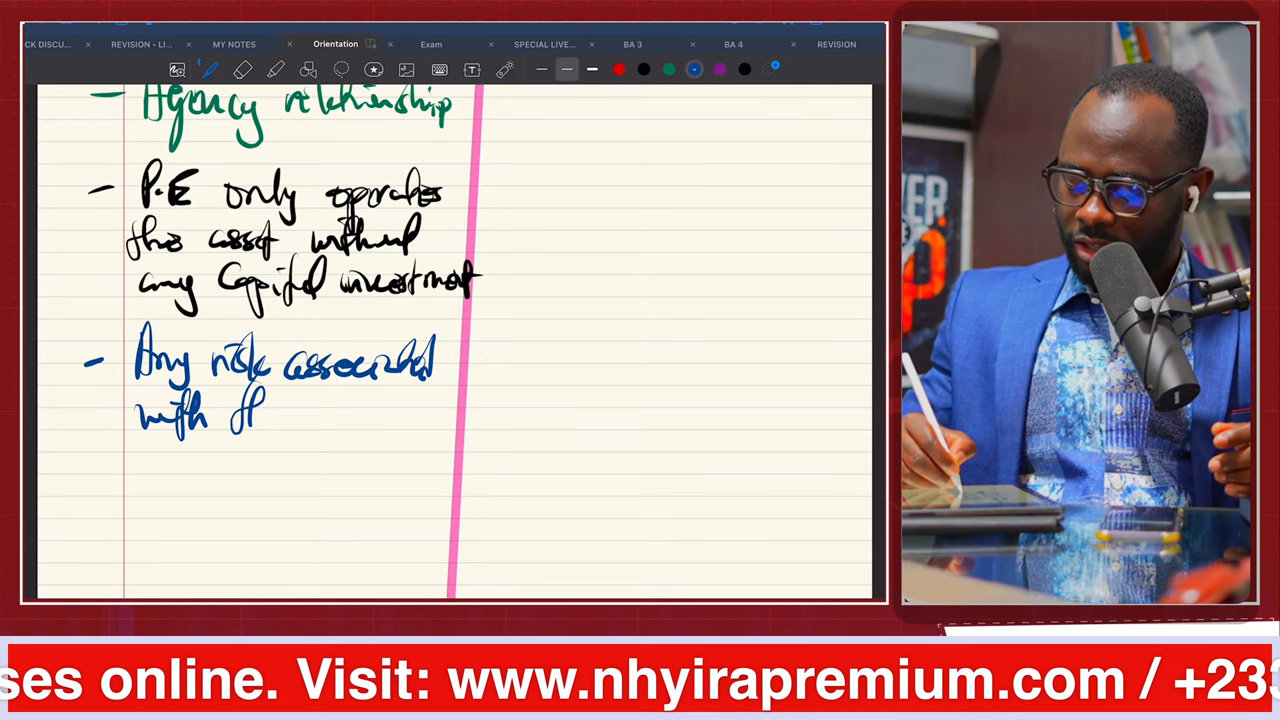 CK DISCU... × REVISION - LI... × MY NOTES × Orientation × Exam × SPECIAL LIVE... × BA 3 × BA 4 × REVISION
- Agency relationship
- P.E only operates
the asset without
any Capital investment
- Any risk associated
with
ses online. Visit: www.nhyirapremium.com / +233